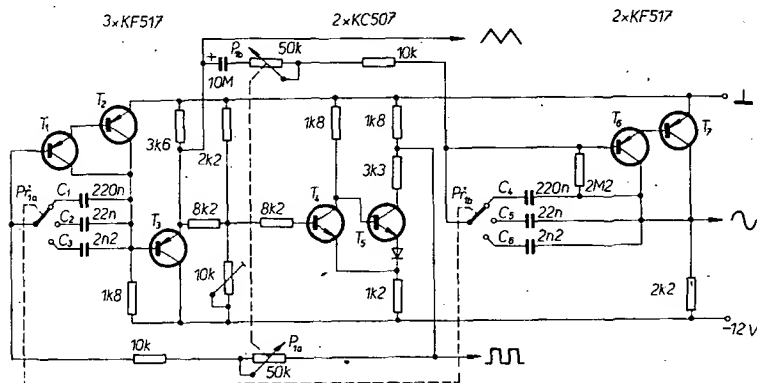 3×KF517
2×KC507
2×KF517
P1b
50k
10k
+
10M
T2
T1
3k6
2k2
1k8
1k8
⊥
T6
T7
3k3
Př1a
C1
220n
C2
22n
C3
2n2
T3
8k2
8k2
T4
T5
Př1b
C4
220n
2M2
C5
22n
C6
2n2
10k
1k8
1k2
2k2
-12V
10k
P1a
50k